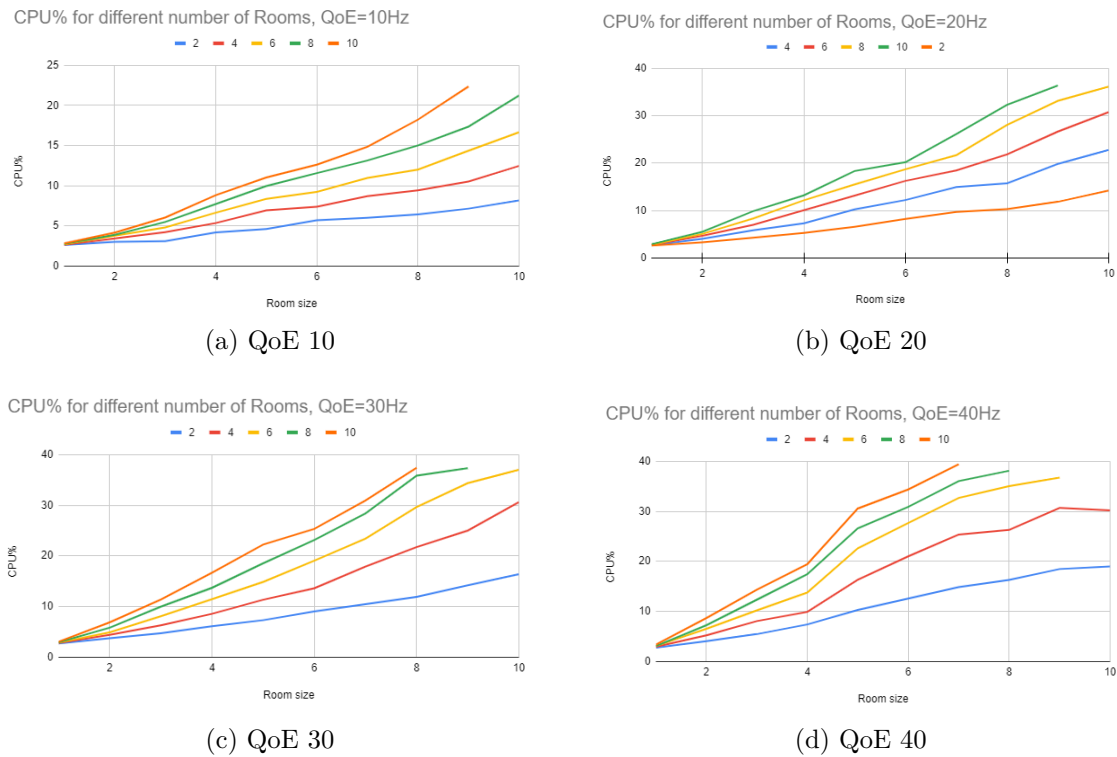 CPU% for different number of Rooms, QoE=10Hz
2 4 6 8 10
25
20
15
10
5
0
CPU%
2 4 6 8 10
Room size
(a) QoE 10
CPU% for different number of Rooms, QoE=20Hz
4 6 8 10 2
40
30
20
10
0
CPU%
2 4 6 8 10
Room size
(b) QoE 20
CPU% for different number of Rooms, QoE=30Hz
2 4 6 8 10
40
30
20
10
0
CPU%
2 4 6 8 10
Room size
(c) QoE 30
CPU% for different number of Rooms, QoE=40Hz
2 4 6 8 10
40
30
20
10
0
CPU%
2 4 6 8 10
Room size
(d) QoE 40